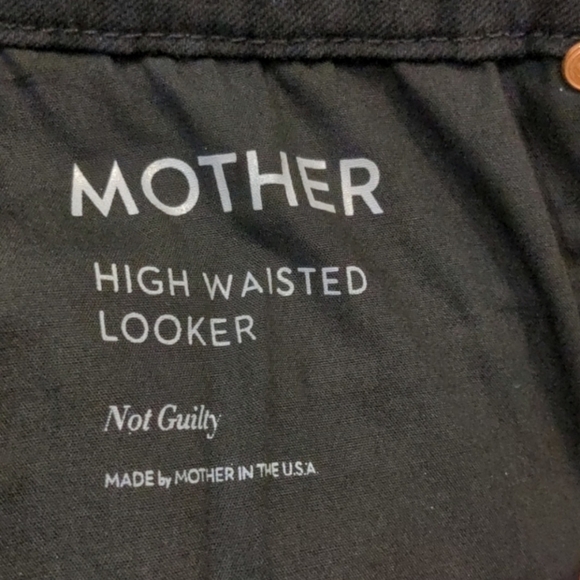 MOTHER
HIGH WAISTED
LOOKER
Not Guilty
MADE by MOTHER IN THE U.S.A.